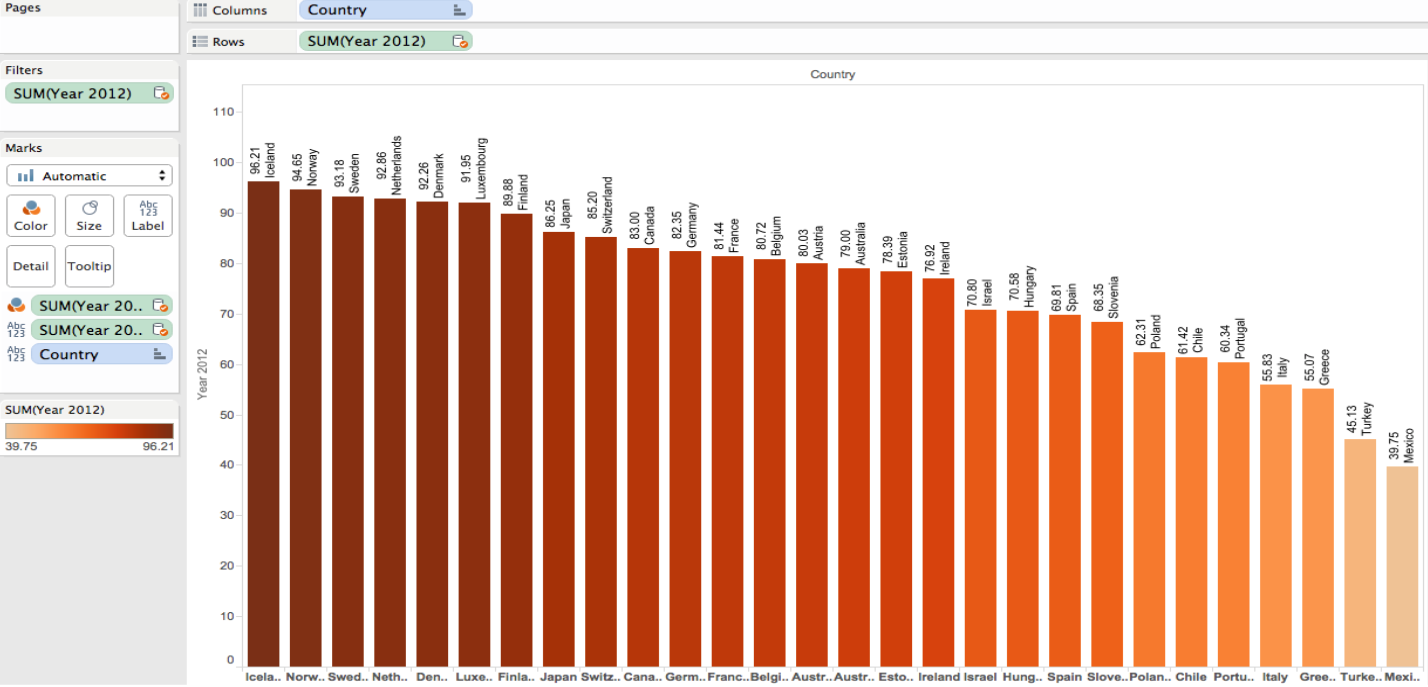 Pages
Columns
Country
Rows
SUM(Year 2012)
Filters
SUM(Year 2012)
Marks
Automatic
Color
Size
Abc
123
Label
Detail
Tooltip
SUM(Year 20..
Abc
123
SUM(Year 20..
Abc
123
Country
SUM(Year 2012)
39.75
96.21
Country
Year 2012
110
100
90
80
70
60
50
40
30
20
10
0
96.21
Iceland
94.65
Norway
93.18
Sweden
92.86
Netherlands
92.26
Denmark
91.95
Luxembourg
89.88
Finland
86.25
Japan
85.20
Switzerland
83.00
Canada
82.35
Germany
81.44
France
80.72
Belgium
80.03
Austria
79.00
Australia
78.39
Estonia
76.92
Ireland
70.80
Israel
70.58
Hungary
69.81
Spain
68.35
Slovenia
62.31
Poland
61.42
Chile
60.34
Portugal
55.83
Italy
55.07
Greece
45.13
Turkey
39.75
Mexico
Icela.. Norw.. Swed.. Neth.. Den.. Luxe.. Finla.. Japan Switz.. Cana.. Germ.. Franc.. Belgi.. Austr.. Austr.. Esto.. Ireland Israel Hung.. Spain Slove.. Polan.. Chile Portu.. Italy Gree.. Turke.. Mexi..